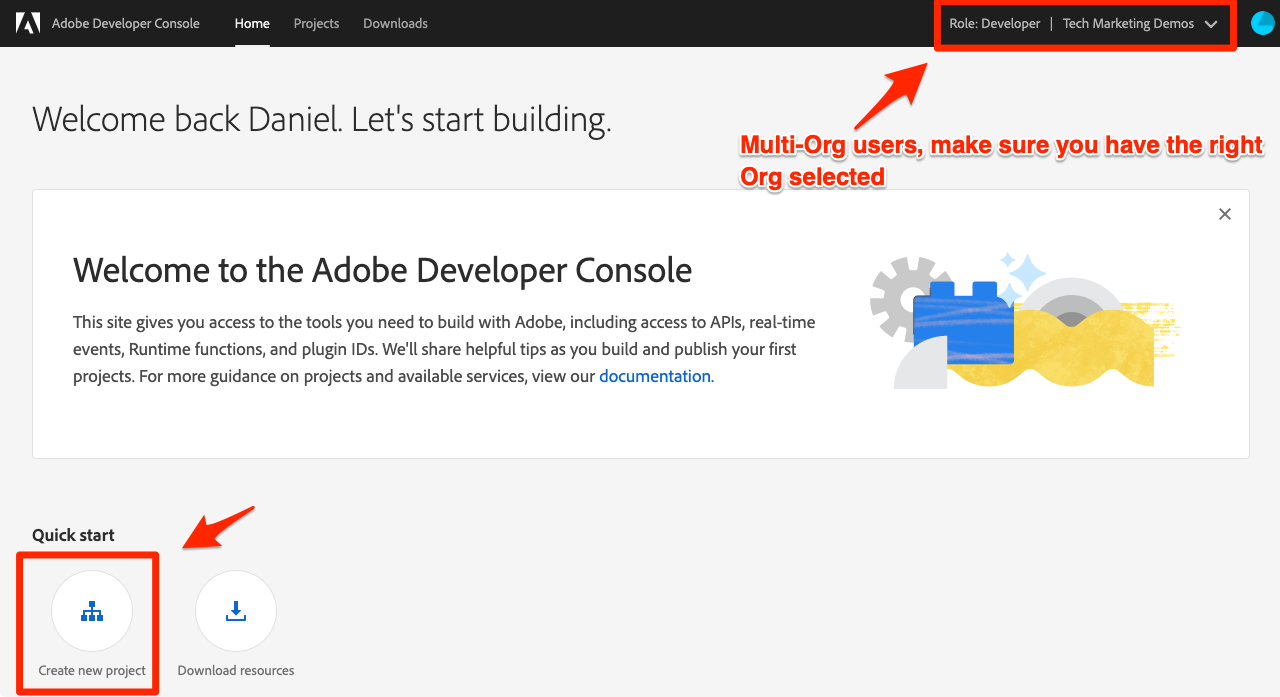 Adobe Developer Console Home Projects Downloads Role: Developer | Tech Marketing Demos
Welcome back Daniel. Let's start building.
Multi-Org users, make sure you have the right
Org selected
Welcome to the Adobe Developer Console
This site gives you access to the tools you need to build with Adobe, including access to APIs, real-time
events, Runtime functions, and plugin IDs. We'll share helpful tips as you build and publish your first
projects. For more guidance on projects and available services, view our documentation.
Quick start
Create new project Download resources